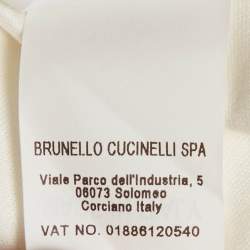 BRUNELLO CUCINELLI SPA
Viale Parco dell'Industria, 5
06073 Solomeo
Corciano Italy
VAT NO. 01886120540